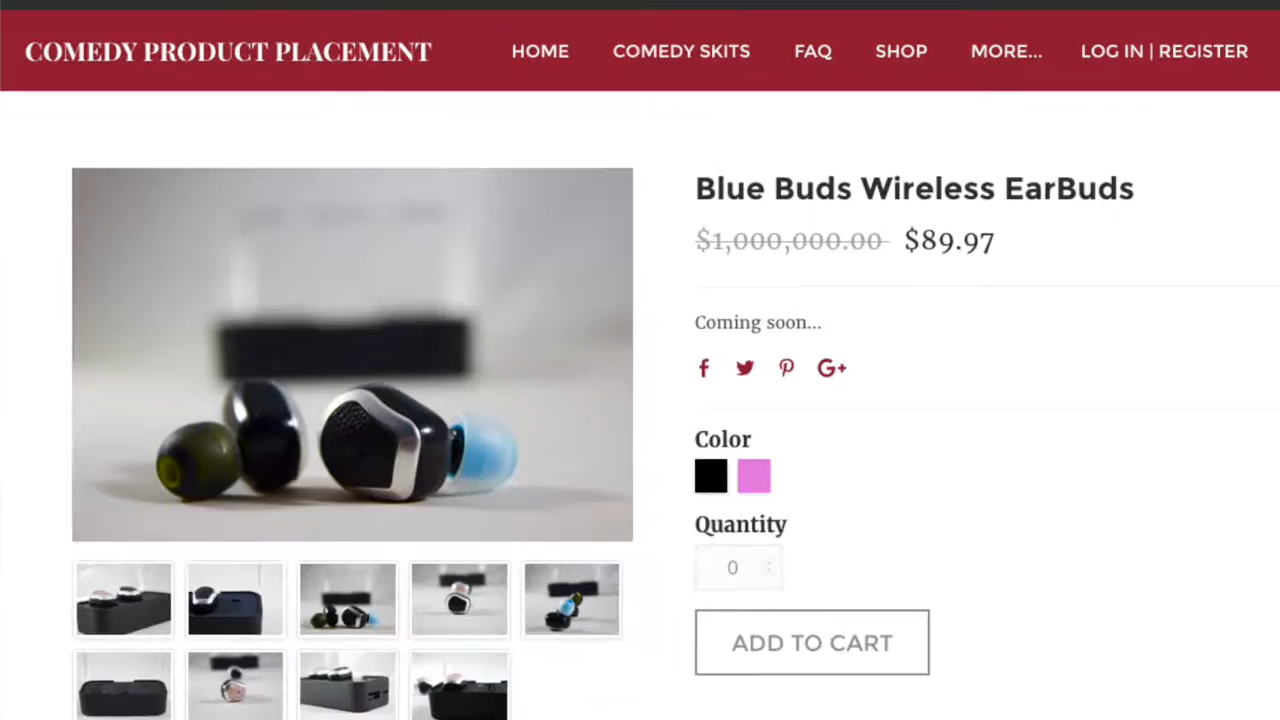 COMEDY PRODUCT PLACEMENT
HOME COMEDY SKITS FAQ SHOP MORE... LOG IN | REGISTER
Blue Buds Wireless EarBuds
$1,000,000.00 $89.97
Coming soon...
Color
Quantity
0
ADD TO CART